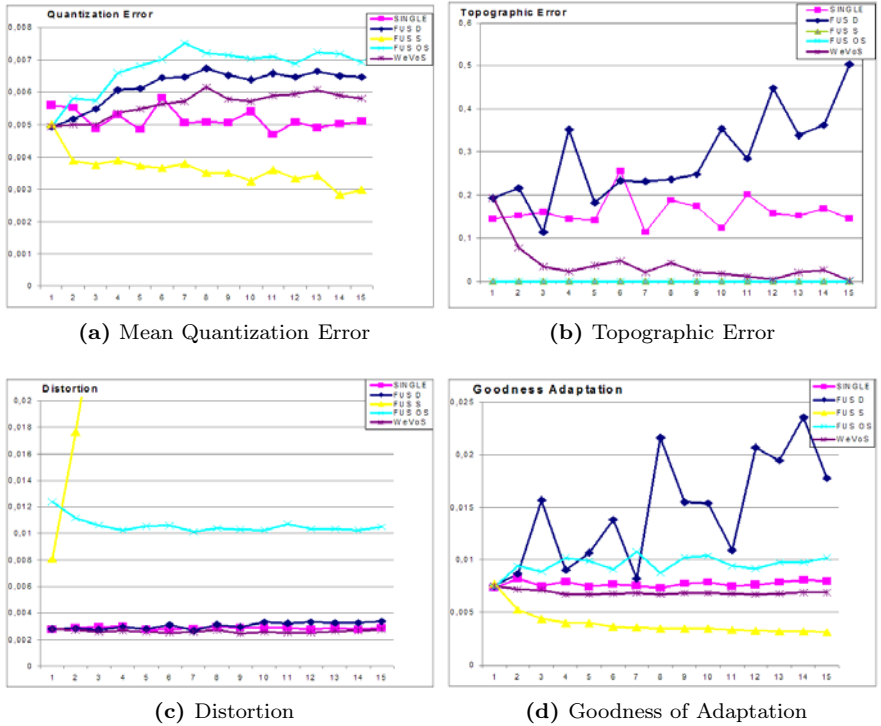 Quantization Error
0,008
0,007
0,006
0,005
0,004
0,003
0,002
0,001
0
1 2 3 4 5 6 7 8 9 10 11 12 13 14 15
SINGLE
FUS D
FUS S
FUS OS
WeVoS
(a) Mean Quantization Error
Topographic Error
0,6
0,5
0,4
0,3
0,2
0,1
0
1 2 3 4 5 6 7 8 9 10 11 12 13 14 15
SINGLE
FUS D
FUS S
FUS OS
WeVoS
(b) Topographic Error
Distortion
0,02
0,018
0,016
0,014
0,012
0,01
0,008
0,006
0,004
0,002
0
1 2 3 4 5 6 7 8 9 10 11 12 13 14 15
SINGLE
FUS D
FUS S
FUS OS
WeVoS
(c) Distortion
Goodness Adaptation
0,025
0,02
0,015
0,01
0,005
0
1 2 3 4 5 6 7 8 9 10 11 12 13 14 15
SINGLE
FUS D
FUS S
FUS OS
WeVoS
(d) Goodness of Adaptation